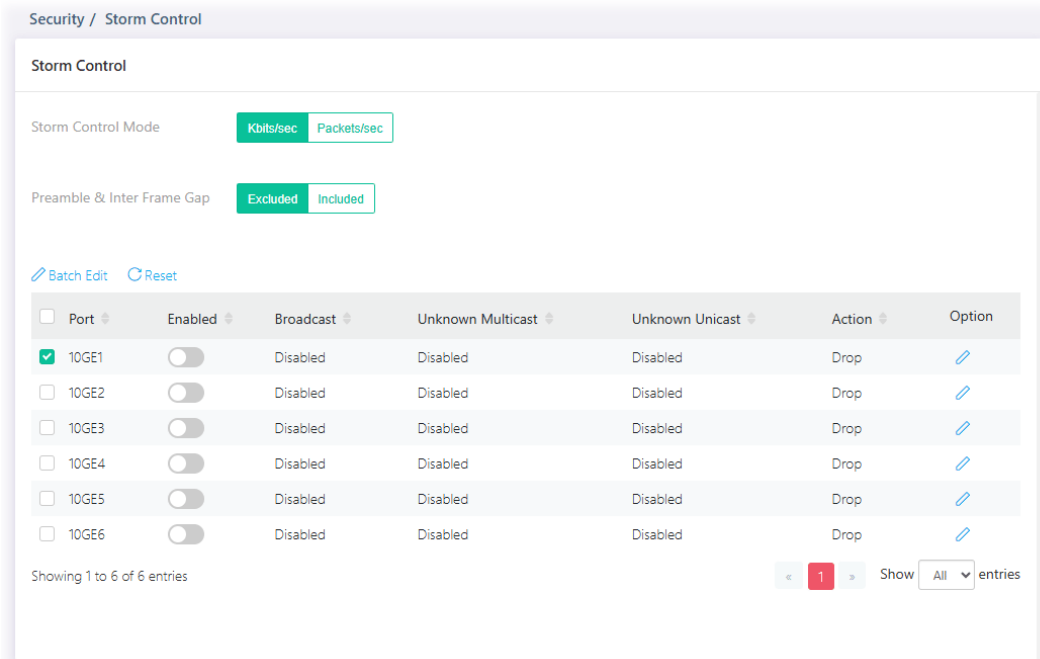 Security / Storm Control
Storm Control
Storm Control Mode Kbits/sec Packets/sec
Preamble & Inter Frame Gap Excluded Included
Batch Edit Reset
Port Enabled Broadcast Unknown Multicast Unknown Unicast Action Option
10GE1 Disabled Disabled Disabled Drop
10GE2 Disabled Disabled Disabled Drop
10GE3 Disabled Disabled Disabled Drop
10GE4 Disabled Disabled Disabled Drop
10GE5 Disabled Disabled Disabled Drop
10GE6 Disabled Disabled Disabled Drop
Showing 1 to 6 of 6 entries « 1 » Show All entries